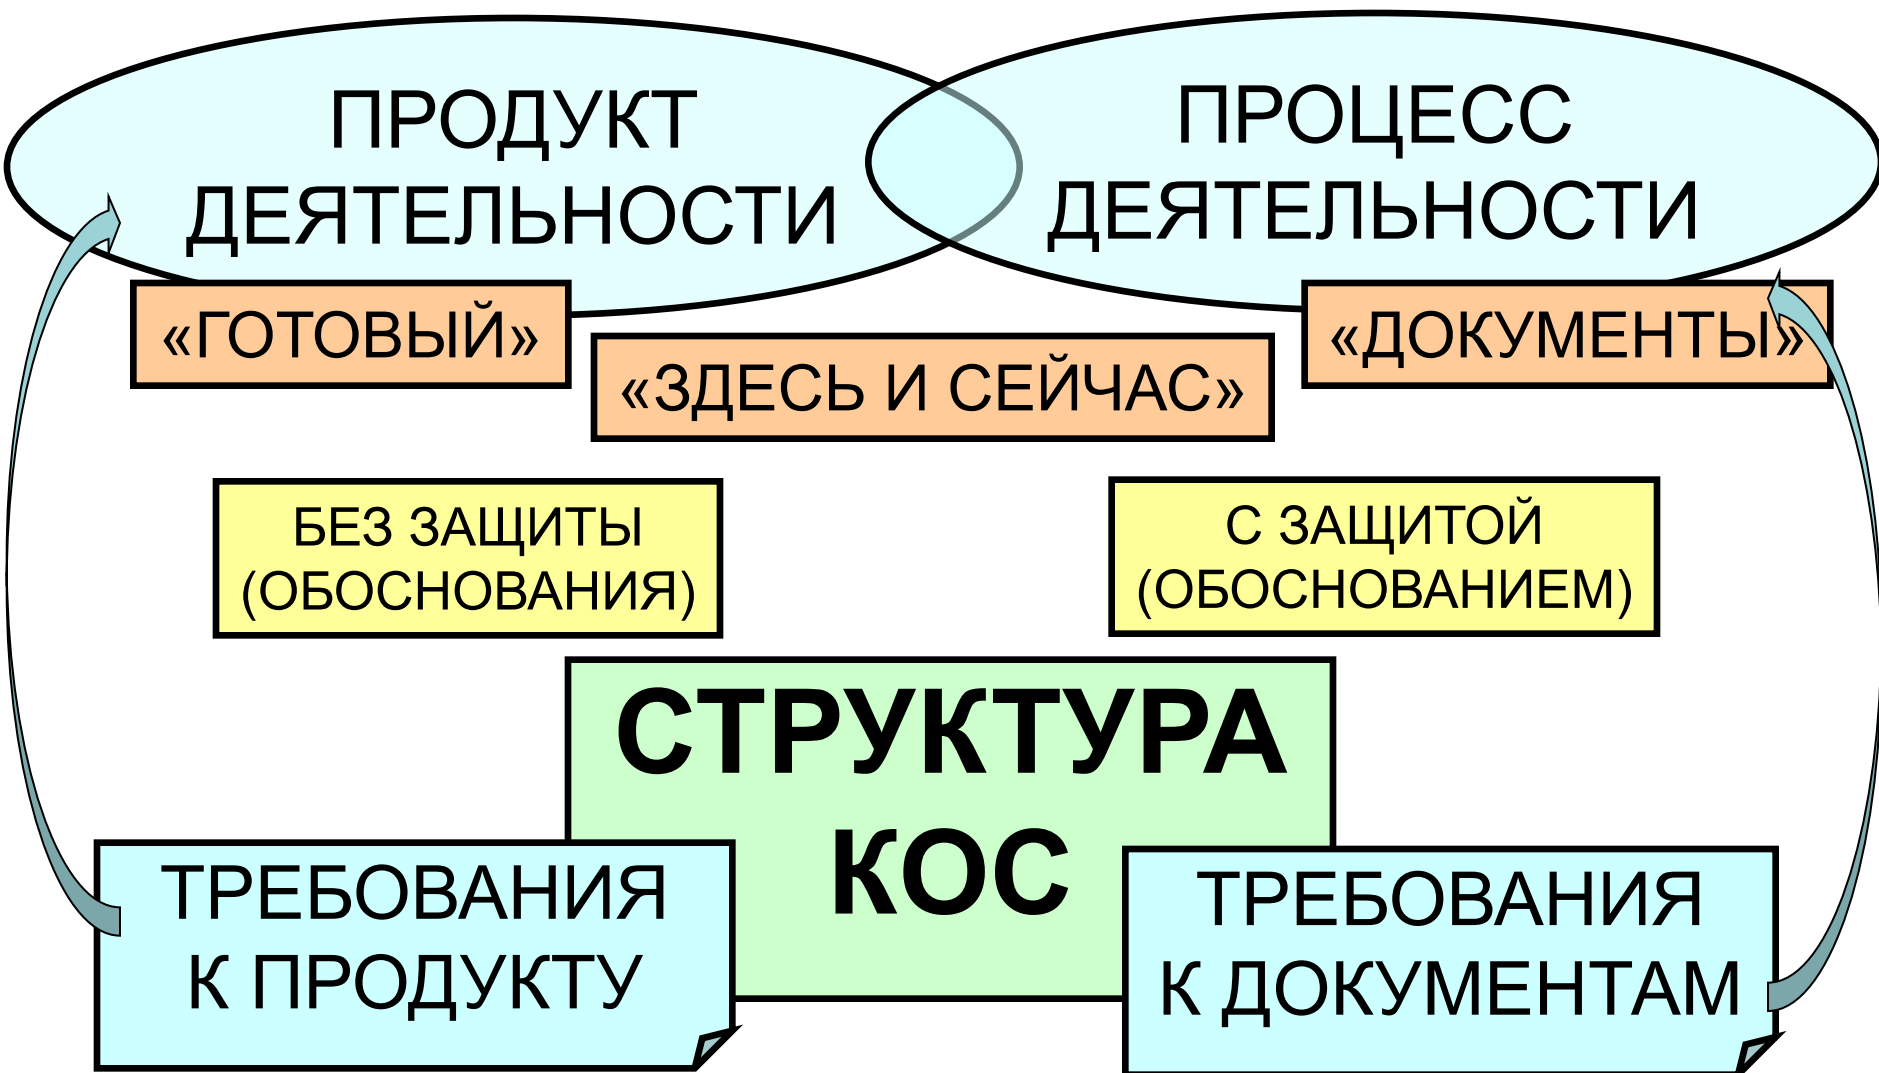 ПРОДУКТ
ДЕЯТЕЛЬНОСТИ
ПРОЦЕСС
ДЕЯТЕЛЬНОСТИ
«ГОТОВЫЙ»
«ЗДЕСЬ И СЕЙЧАС»
«ДОКУМЕНТЫ»
БЕЗ ЗАЩИТЫ
(ОБОСНОВАНИЯ)
С ЗАЩИТОЙ
(ОБОСНОВАНИЕМ)
СТРУКТУРА
КОС
ТРЕБОВАНИЯ
К ПРОДУКТУ
ТРЕБОВАНИЯ
К ДОКУМЕНТАМ